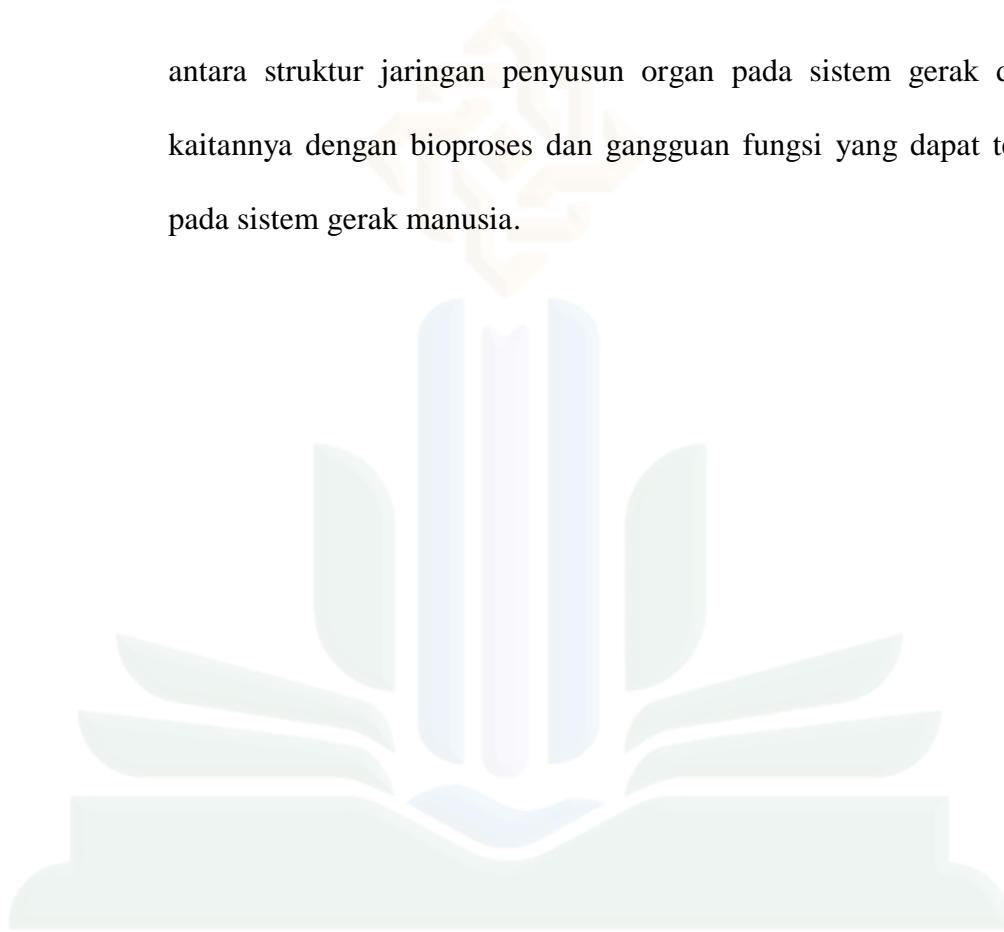 antara struktur jaringan penyusun organ pada sistem gerak
kaitannya dengan bioproses dan gangguan fungsi yang dapat
pada sistem gerak manusia.